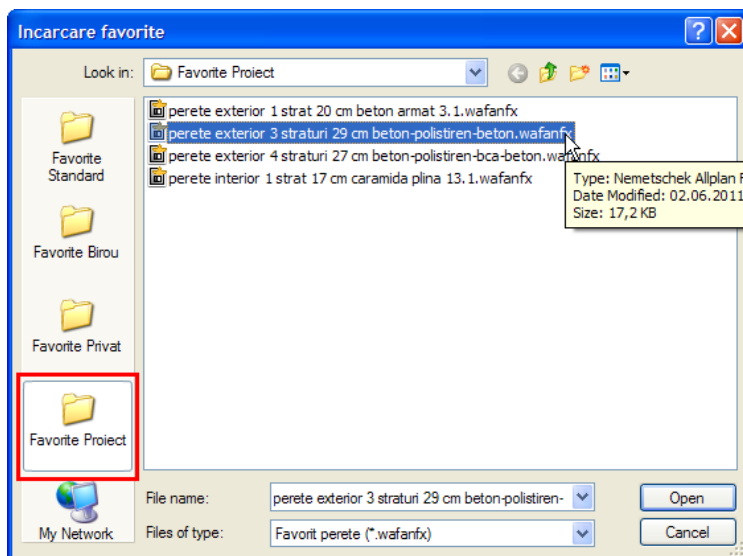 Incarcare favorite
Look in:
Favorite Proiect
Favorite Standard
Favorite Birou
Favorite Privat
Favorite Proiect
My Network
perete exterior 1 strat 20 cm beton armat 3.1.wafanfx
perete exterior 3 straturi 29 cm beton-polistiren-beton.wafanfx
perete exterior 4 straturi 27 cm beton-polistiren-bca-beton.wafanfx
perete interior 1 strat 17 cm caramida plina 13.1.wafanfx
Type: Nemetschek Allplan F
Date Modified: 02.06.2011
Size: 17,2 KB
File name:
perete exterior 3 straturi 29 cm beton-polistiren-
Open
Files of type:
Favorit perete (*.wafanfx)
Cancel